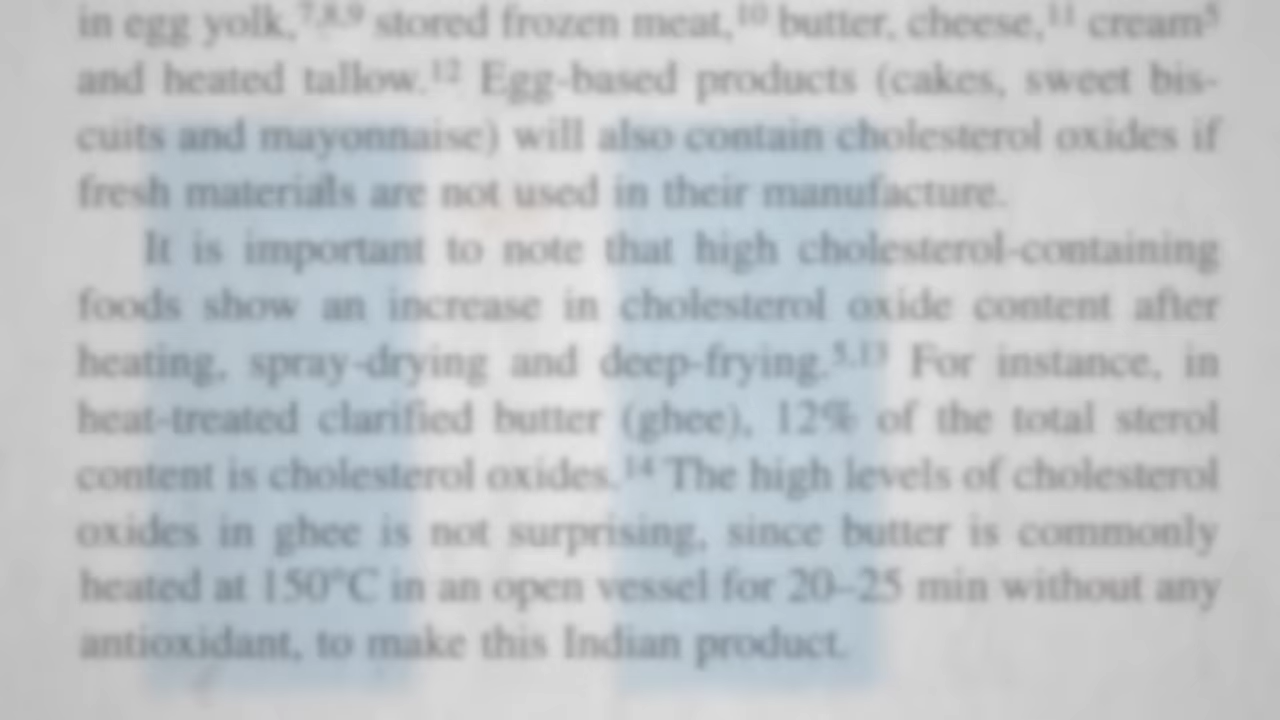 in egg yolk,7,8,9 stored frozen meat,10 butter, cheese,11 cream5
and heated tallow.12 Egg-based products (cakes, sweet bis-
cuits and mayonnaise) will also contain cholesterol oxides if
fresh materials are not used in their manufacture.
It is important to note that high cholesterol-containing
foods show an increase in cholesterol oxide content after
heating, spray-drying and deep-frying.5,13 For instance, in
heat-treated clarified butter (ghee), 12% of the total sterol
content is cholesterol oxides.14 The high levels of cholesterol
oxides in ghee is not surprising, since butter is commonly
heated at 150°C in an open vessel for 20–25 min without any
antioxidant, to make this Indian product.